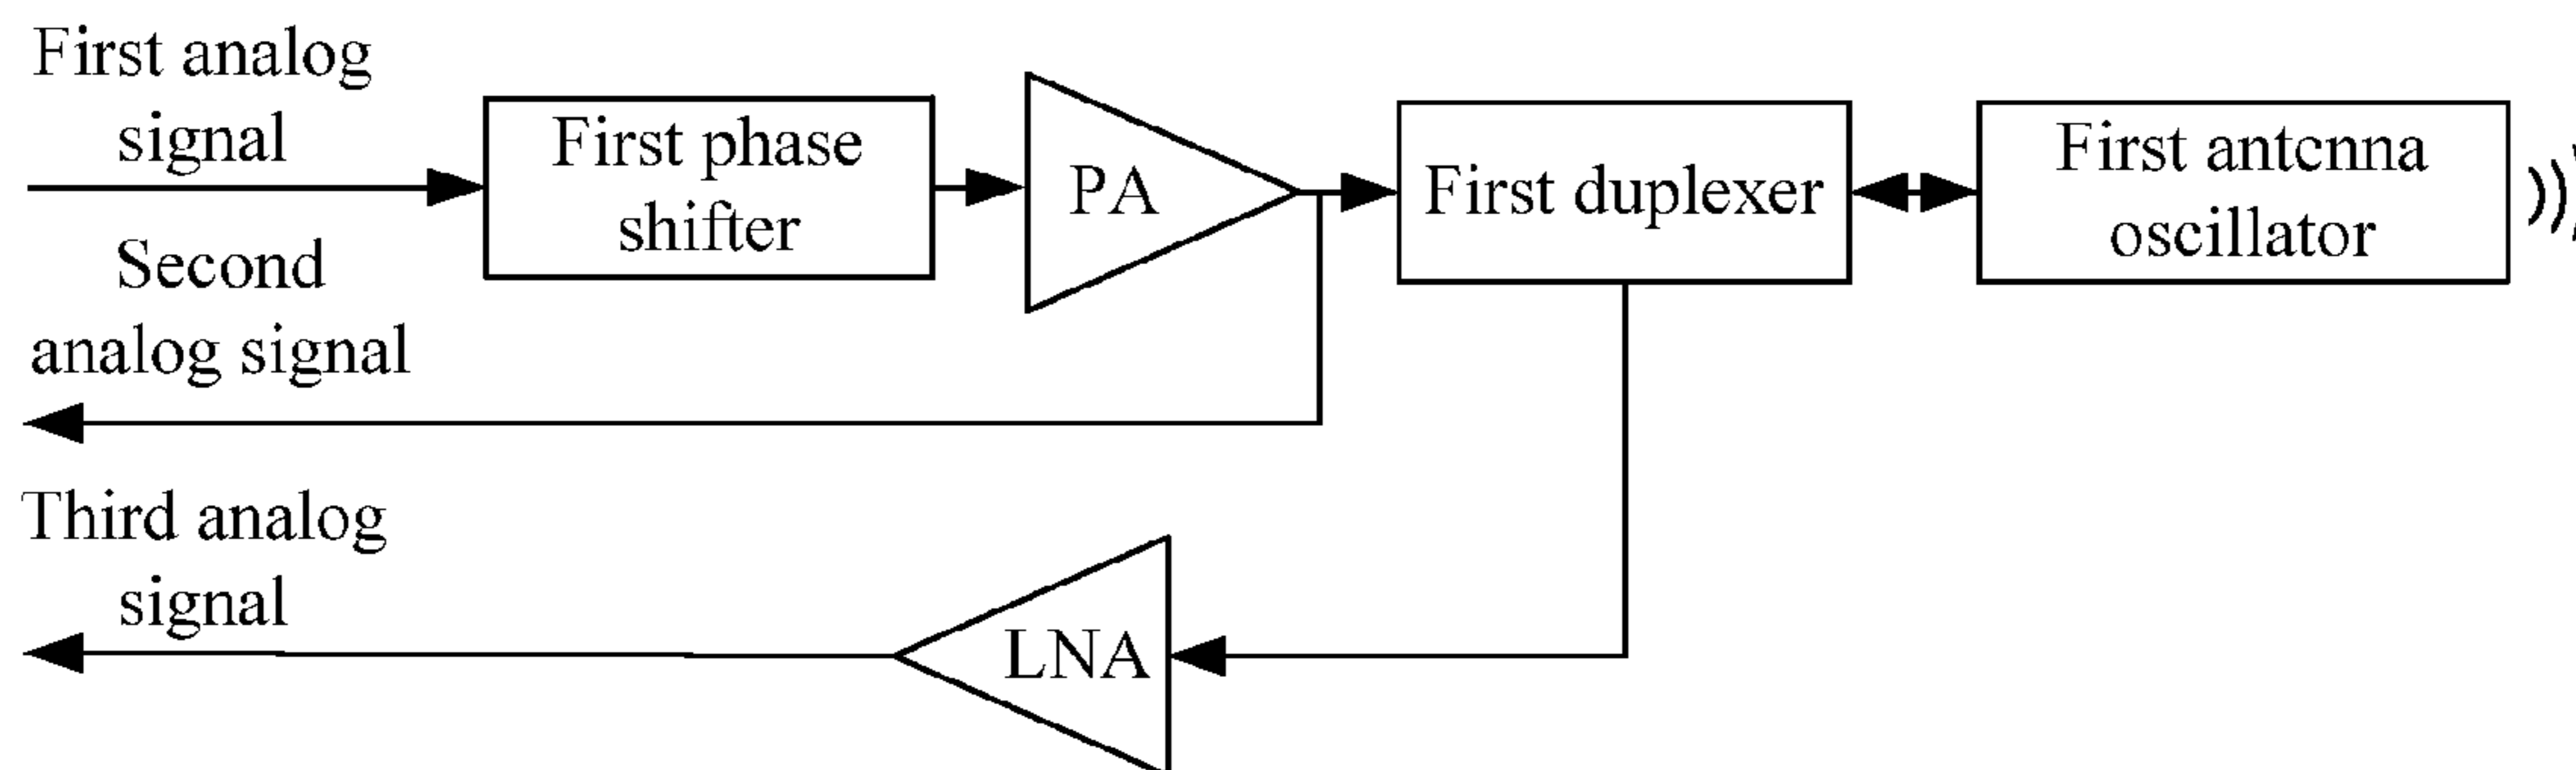 First analog
signal
First phase
shifter
PA
First duplexer
First antcnna
oscillator
Second
analog signal
Third analog
signal
LNA